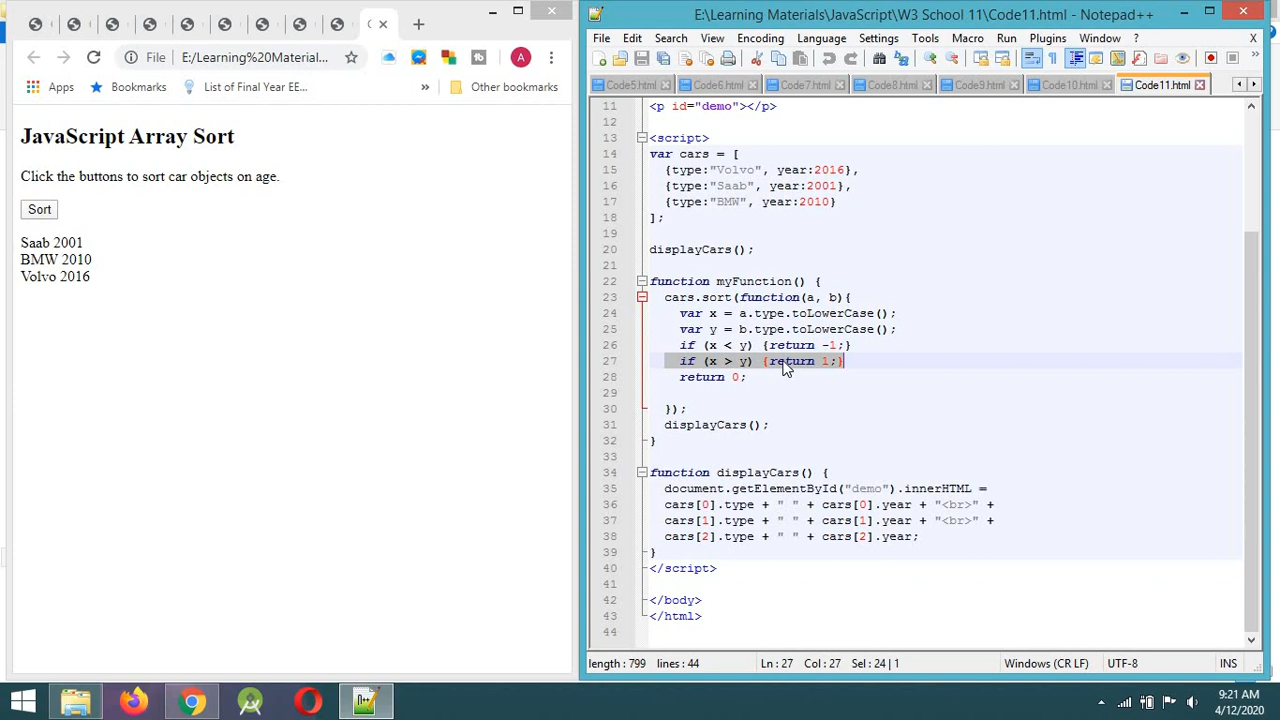 E:\Learning Materials\JavaScript\W3 School 11\Code11.html - Notepad++
File Edit Search View Encoding Language Settings Tools Macro Run Plugins Window ? X
Code5.html Code6.html Code7.html Code8.html Code9.html Code10.html Code11.html
File E:/Learning%20Material...
A
Apps Bookmarks List of Final Year EE... » Other bookmarks
JavaScript Array Sort
Click the buttons to sort car objects on age.
Sort
Saab 2001
BMW 2010
Volvo 2016
11 <p id="demo"></p>
12
13 <script>
14 var cars = [
15 {type:"Volvo", year:2016},
16 {type:"Saab", year:2001},
17 {type:"BMW", year:2010}
18 ];
19
20 displayCars();
21
22 function myFunction() {
23 cars.sort(function(a, b){
24 var x = a.type.toLowerCase();
25 var y = b.type.toLowerCase();
26 if (x < y) {return -1;}
27 if (x > y) {return 1;}
28 return 0;
29
30 });
31 displayCars();
32 }
33
34 function displayCars() {
35 document.getElementById("demo").innerHTML =
36 cars[0].type + " " + cars[0].year + "<br>" +
37 cars[1].type + " " + cars[1].year + "<br>" +
38 cars[2].type + " " + cars[2].year;
39 }
40 </script>
41
42 </body>
43 </html>
44
length : 799 lines : 44 Ln : 27 Col : 27 Sel : 24 | 1 Windows (CR LF) UTF-8 INS
9:21 AM
4/12/2020